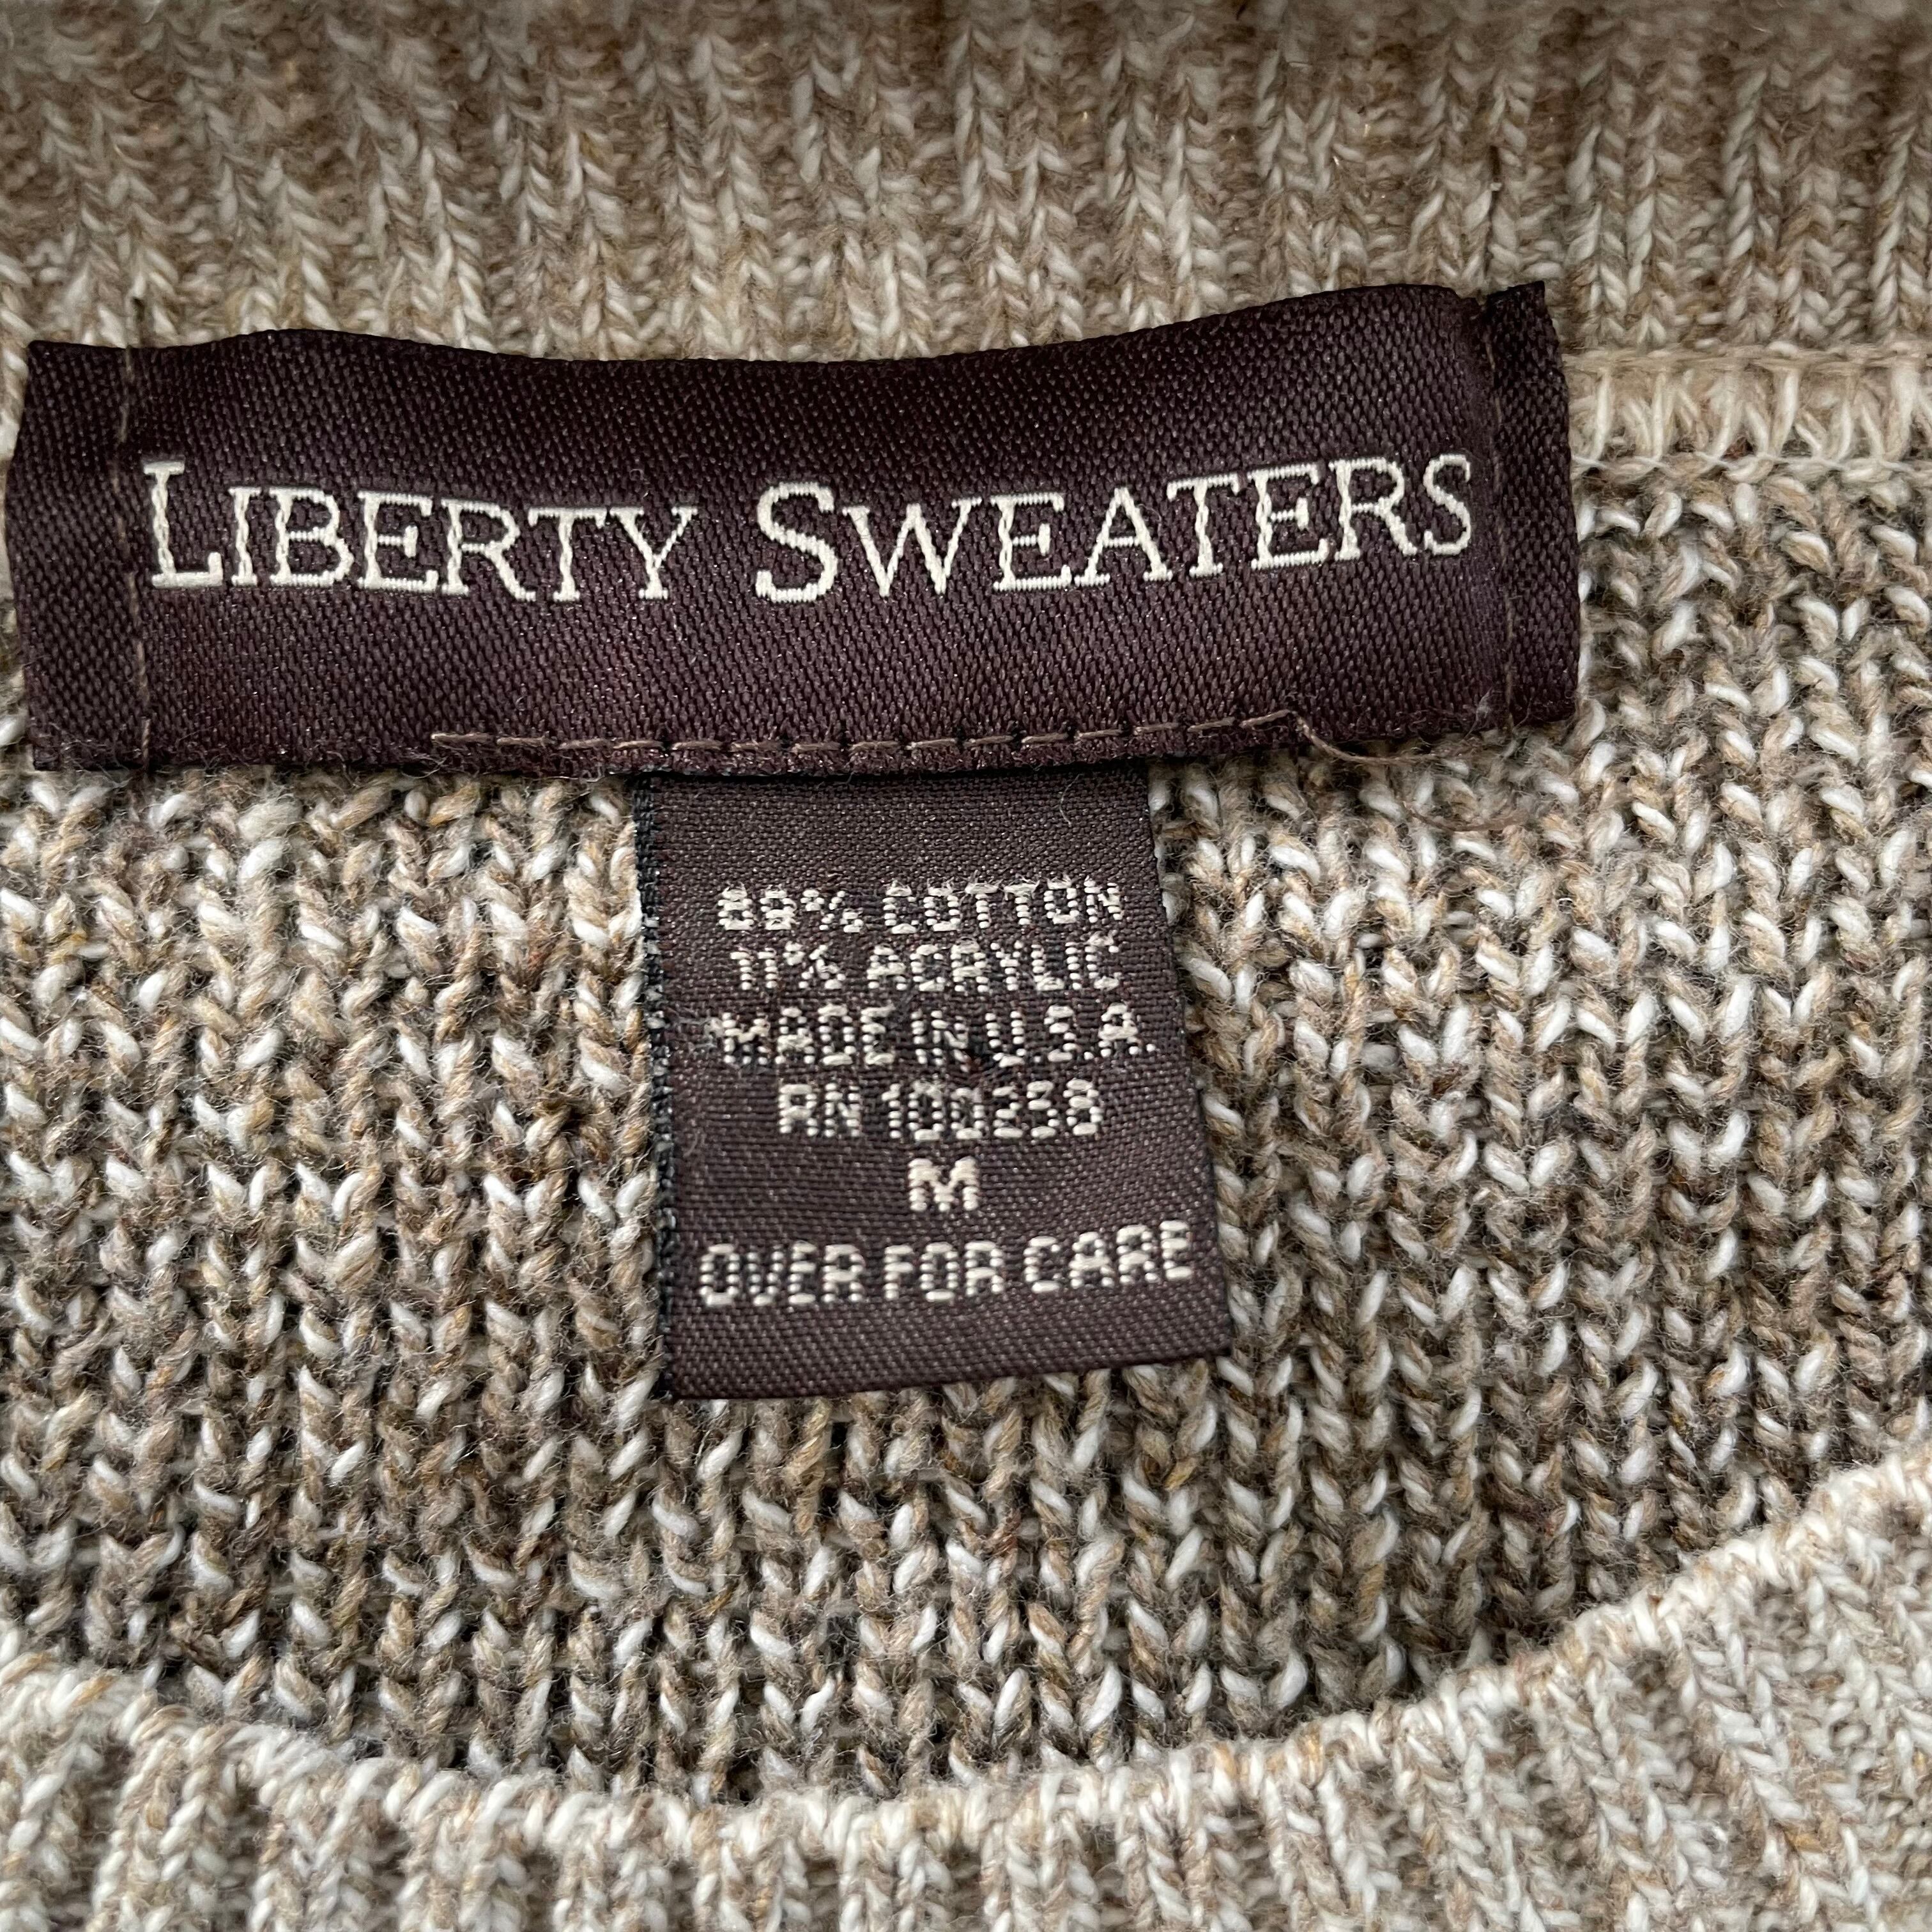 LIBERTY SWEATERS
89% COTTON
11% ACRYLIC
MADE IN U.S.A.
RN 100258
M
OVER FOR CARE